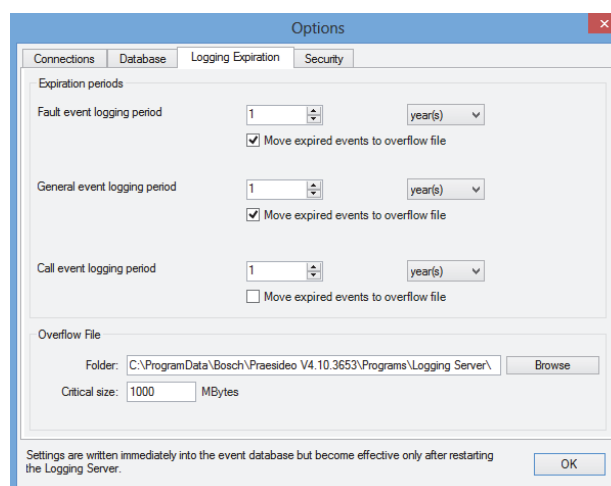 Options
Connections Database Logging Expiration Security
Expiration periods
Fault event logging period 1 year(s)
Move expired events to overflow file
General event logging period 1 year(s)
Move expired events to overflow file
Call event logging period 1 year(s)
Move expired events to overflow file
Overflow File
Folder: C:\ProgramData\Bosch\Praesideo V4.10.3653\Programs\Logging Server\ Browse
Critical size: 1000 MBytes
Settings are written immediately into the event database but become effective only after restarting
the Logging Server.
OK